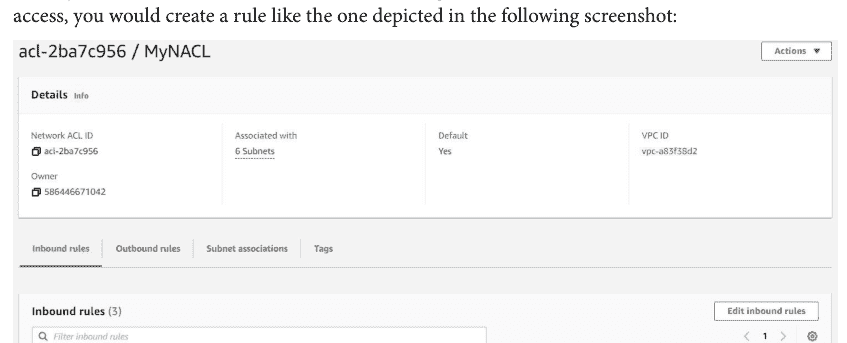 access, you would create a rule like the one depicted in the following screenshot:
acl-2ba7c956 / MyNACL
Actions
Details Info
Network ACL ID
acl-2ba7c956
Associated with
6 Subnets
Default
Yes
VPC ID
vpc-a83f38d2
Owner
586446671042
Inbound rules Outbound rules Subnet associations Tags
Inbound rules (3)
Edit inbound rules
Filter inbound rules
1